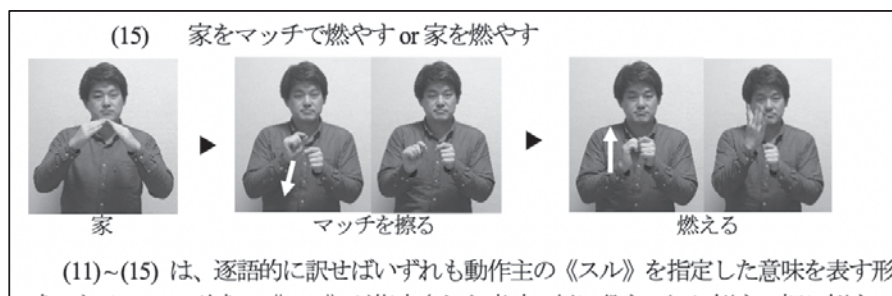 (15) 家をマッチで燃やす or 家を燃やす
家 マッチを擦る 燃える
(11)~(15) は、逐語的に訳せばいずれも動作主の《スル》を指定した意味を表す形